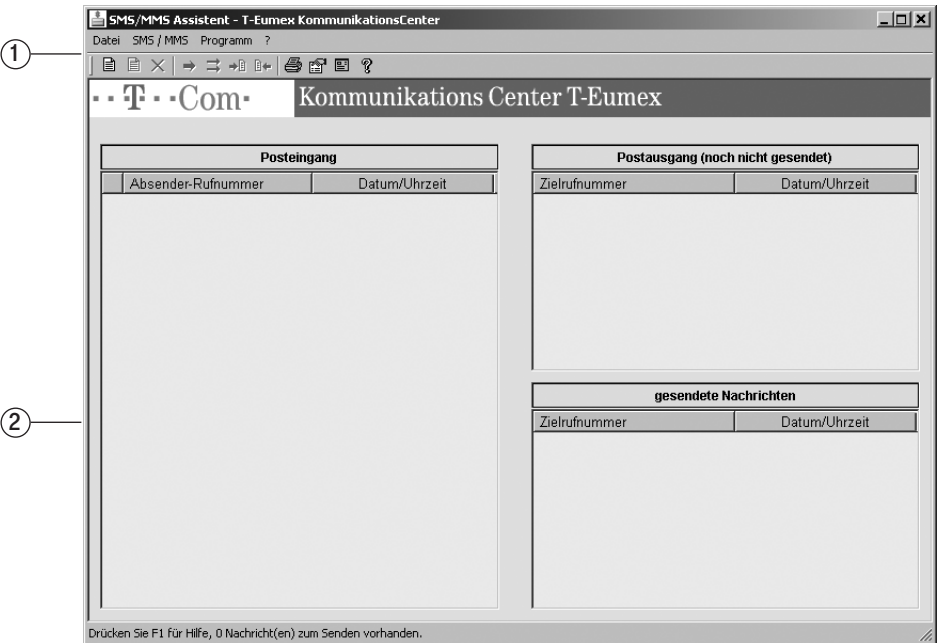 SMS/MMS Assistent - T-Eumex KommunikationsCenter
Datei SMS / MMS Programm ?
1
··T··Com·
Kommunikations Center T-Eumex
Posteingang
Absender-Rufnummer Datum/Uhrzeit
Postausgang (noch nicht gesendet)
Zielrufnummer Datum/Uhrzeit
gesendete Nachrichten
Zielrufnummer Datum/Uhrzeit
2
Drücken Sie F1 für Hilfe, 0 Nachricht(en) zum Senden vorhanden.